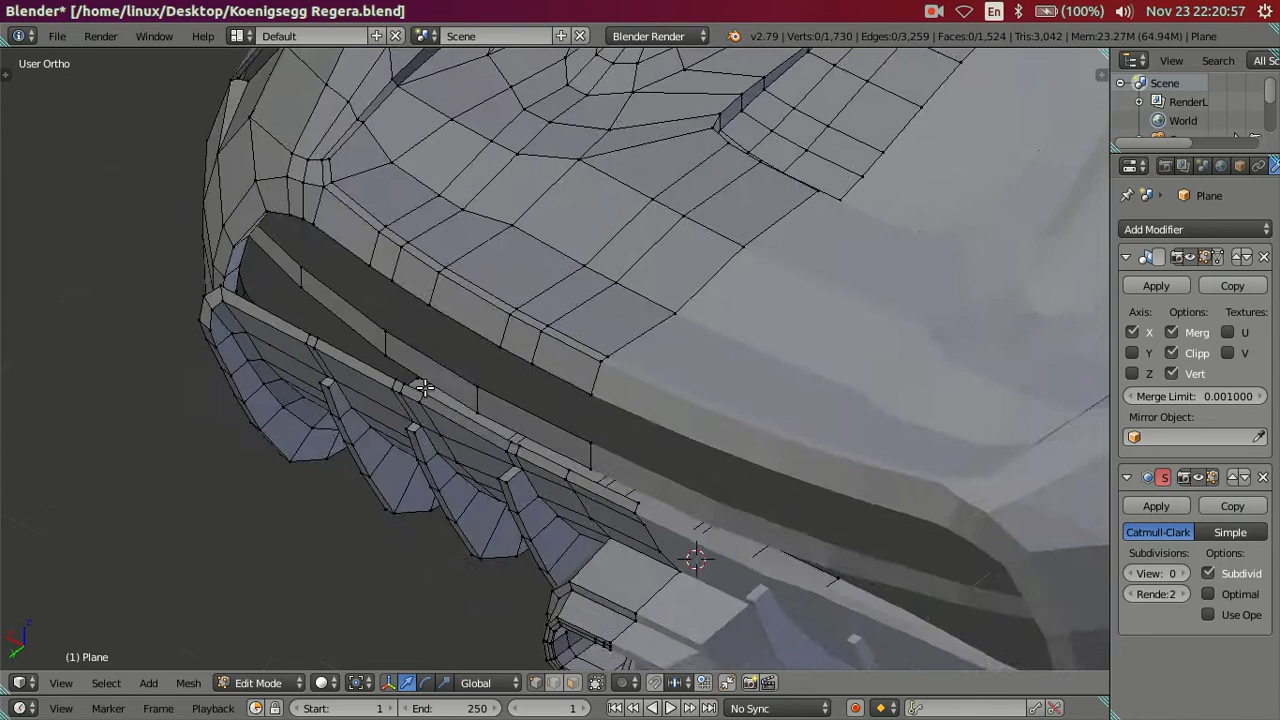 Blender* [/home/linux/Desktop/Koenigsegg Regera.blend]
En (100%) Nov 23 22:20:57
File Render Window Help Default Scene Blender Render v2.79 | Verts:0/1,730 | Edges:0/3,259 | Faces:0/1,524 | Tris:3,042 | Mem:23.27M (64.94M) | Plane
User Ortho
View Search All Sc
Scene
RenderL
World
Plane
Add Modifier
Apply Copy
Axis: Options: Textures:
X Merg U
Y Clipp V
Z Vert
Merge Limit: 0.001000
Mirror Object:
S
Apply Copy
Catmull-Clark Simple
Subdivisions: Options:
View: 0 Subdivid
Rende:2 Optimal
Use Ope
(1) Plane
View Select Add Mesh Edit Mode Global
View Marker Frame Playback Start: 1 End: 250 1 No Sync